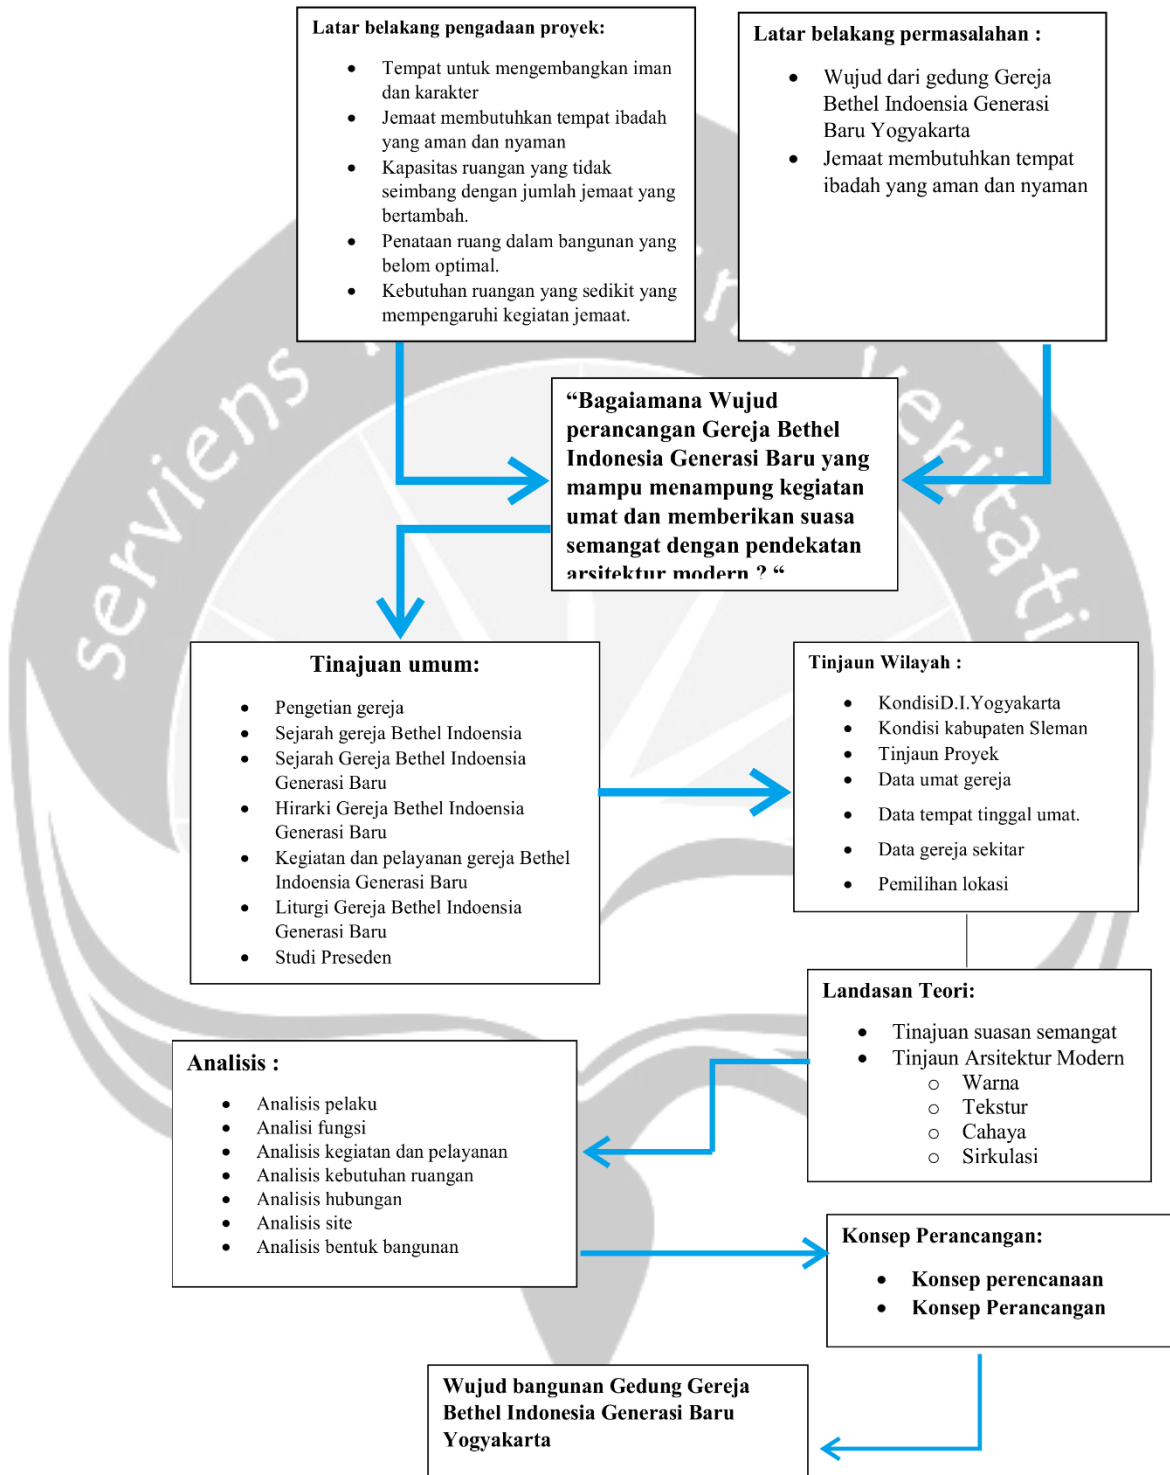 Latar belakang pengadaan proyek:
• Tempat untuk mengembangkan iman
dan karakter
• Jemaat membutuhkan tempat ibadah
yang aman dan nyaman
• Kapasitas ruangan yang tidak
seimbang dengan jumlah jemaat yang
bertambah.
• Penataan ruang dalam bangunan yang
belom optimal.
• Kebutuhan ruangan yang sedikit yang
mempengaruhi kegiatan jemaat.
Latar belakang permasalahan :
• Wujud dari gedung Gereja
Bethel Indoensia Generasi
Baru Yogyakarta
• Jemaat membutuhkan tempat
ibadah yang aman dan nyaman
“Bagaiamana Wujud
perancangan Gereja Bethel
Indonesia Generasi Baru yang
mampu menampung kegiatan
umat dan memberikan suasa
semangat dengan pendekatan
arsitektur modern ? “
Tinajuan umum:
• Pengetian gereja
• Sejarah gereja Bethel Indoensia
• Sejarah Gereja Bethel Indoensia
Generasi Baru
• Hirarki Gereja Bethel Indoensia
Generasi Baru
• Kegiatan dan pelayanan gereja Bethel
Indoensia Generasi Baru
• Liturgi Gereja Bethel Indoensia
Generasi Baru
• Studi Preseden
Tinjaun Wilayah :
• KondisiD.I.Yogyakarta
• Kondisi kabupaten Sleman
• Tinjaun Proyek
• Data umat gereja
• Data tempat tinggal umat.
• Data gereja sekitar
• Pemilihan lokasi
Landasan Teori:
• Tinajuan suasan semangat
• Tinjaun Arsitektur Modern
o Warna
o Tekstur
o Cahaya
o Sirkulasi
Analisis :
• Analisis pelaku
• Analisi fungsi
• Analisis kegiatan dan pelayanan
• Analisis kebutuhan ruangan
• Analisis hubungan
• Analisis site
• Analisis bentuk bangunan
Konsep Perancangan:
• Konsep perencanaan
• Konsep Perancangan
Wujud bangunan Gedung Gereja
Bethel Indonesia Generasi Baru
Yogyakarta
serviens
veritati